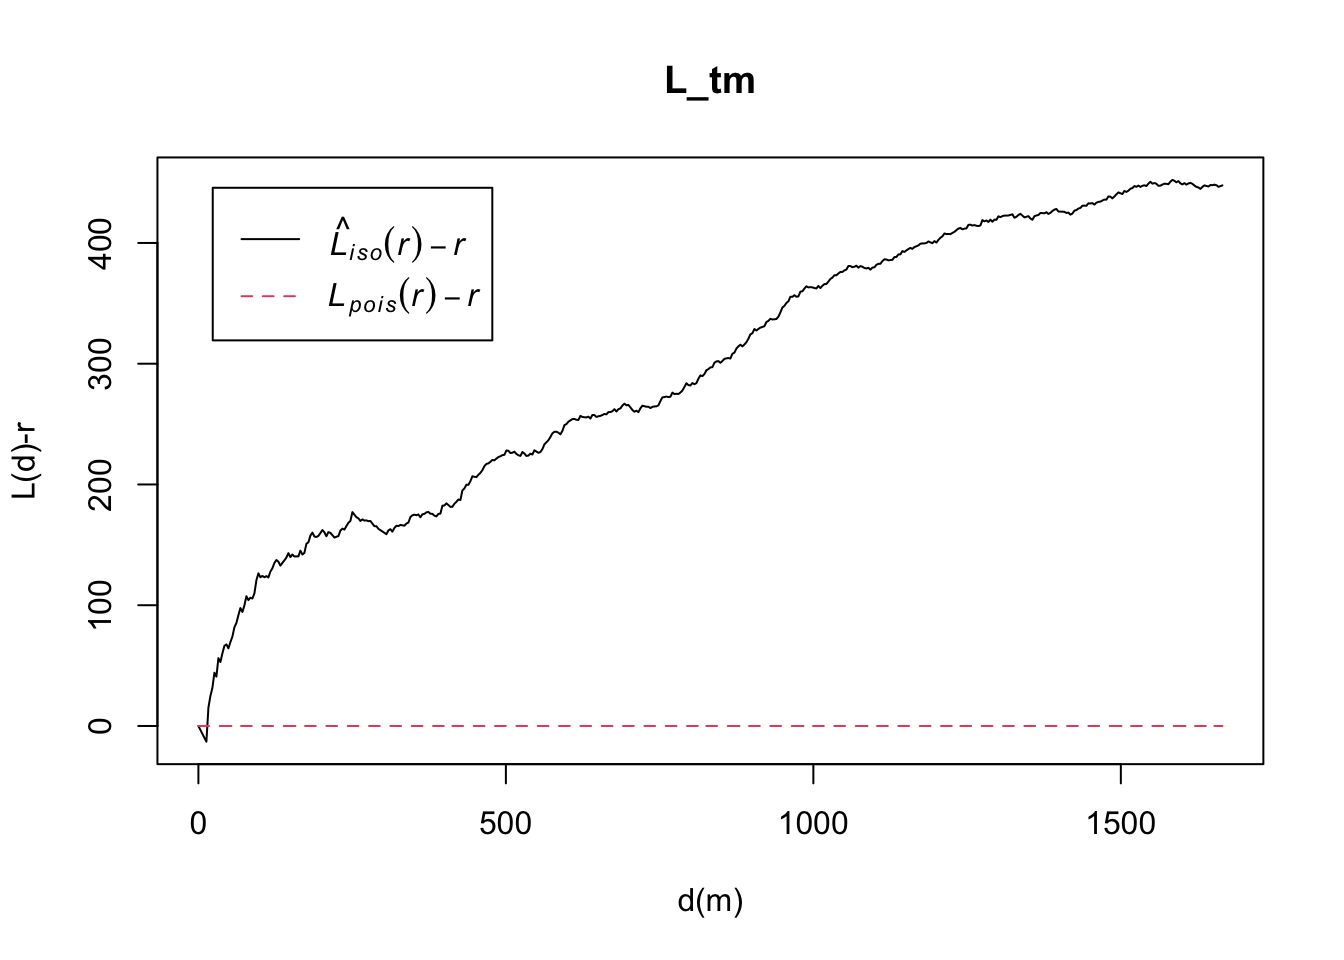 L_tm
L̂iso(r) – r
Lpois(r) – r
L(d)-r
400
300
200
100
0
0 500 1000 1500
d(m)